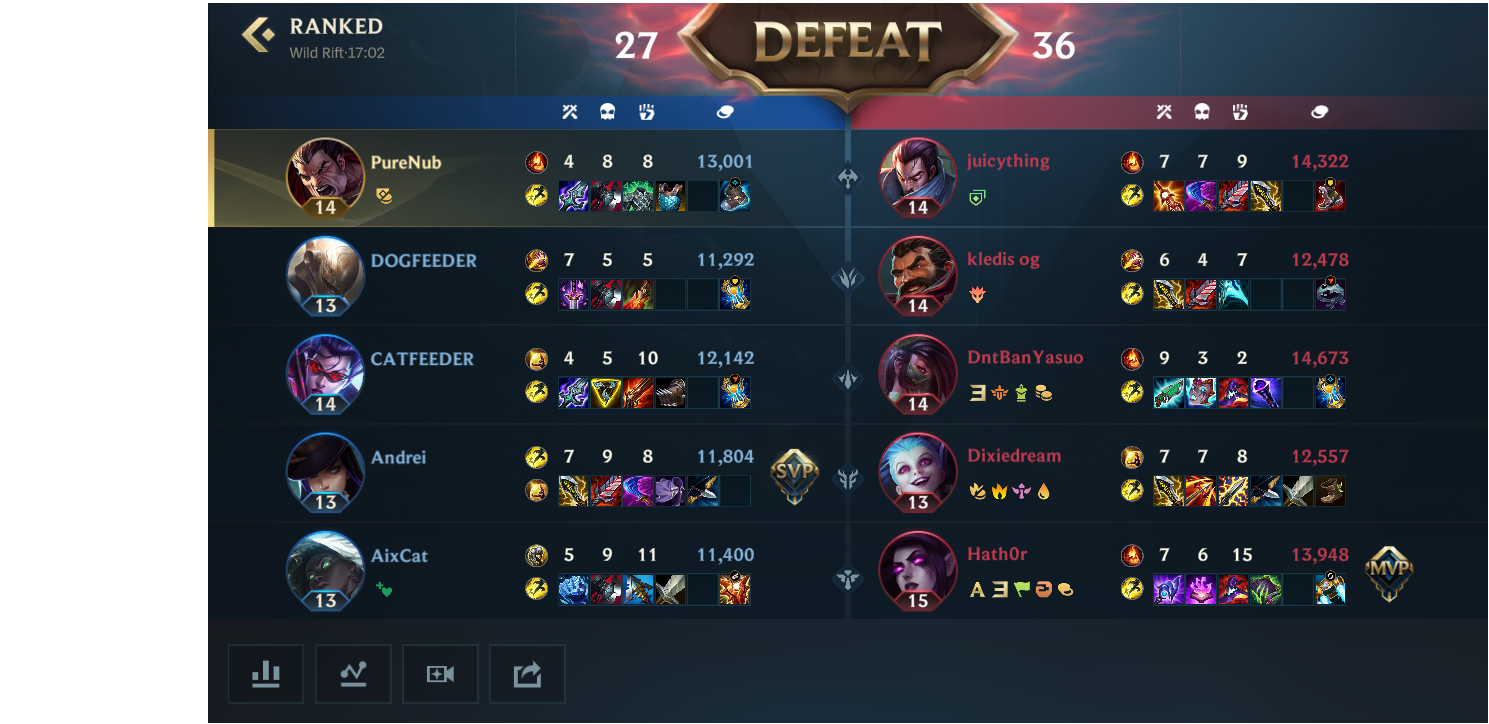 RANKED
Wild Rift·17:02
27
DEFEAT
36
PureNub
14
4 8 8 13,001
juicything
14
7 7 9 14,322
DOGFEEDER
13
7 5 5 11,292
kledis og
14
6 4 7 12,478
CATFEEDER
14
4 5 10 12,142
DntBanYasuo
14
9 3 2 14,673
Andrei
13
7 9 8 11,804
SVP
Dixiedream
13
7 7 8 12,557
AixCat
13
5 9 11 11,400
Hath0r
15
7 6 15 13,948
MVP